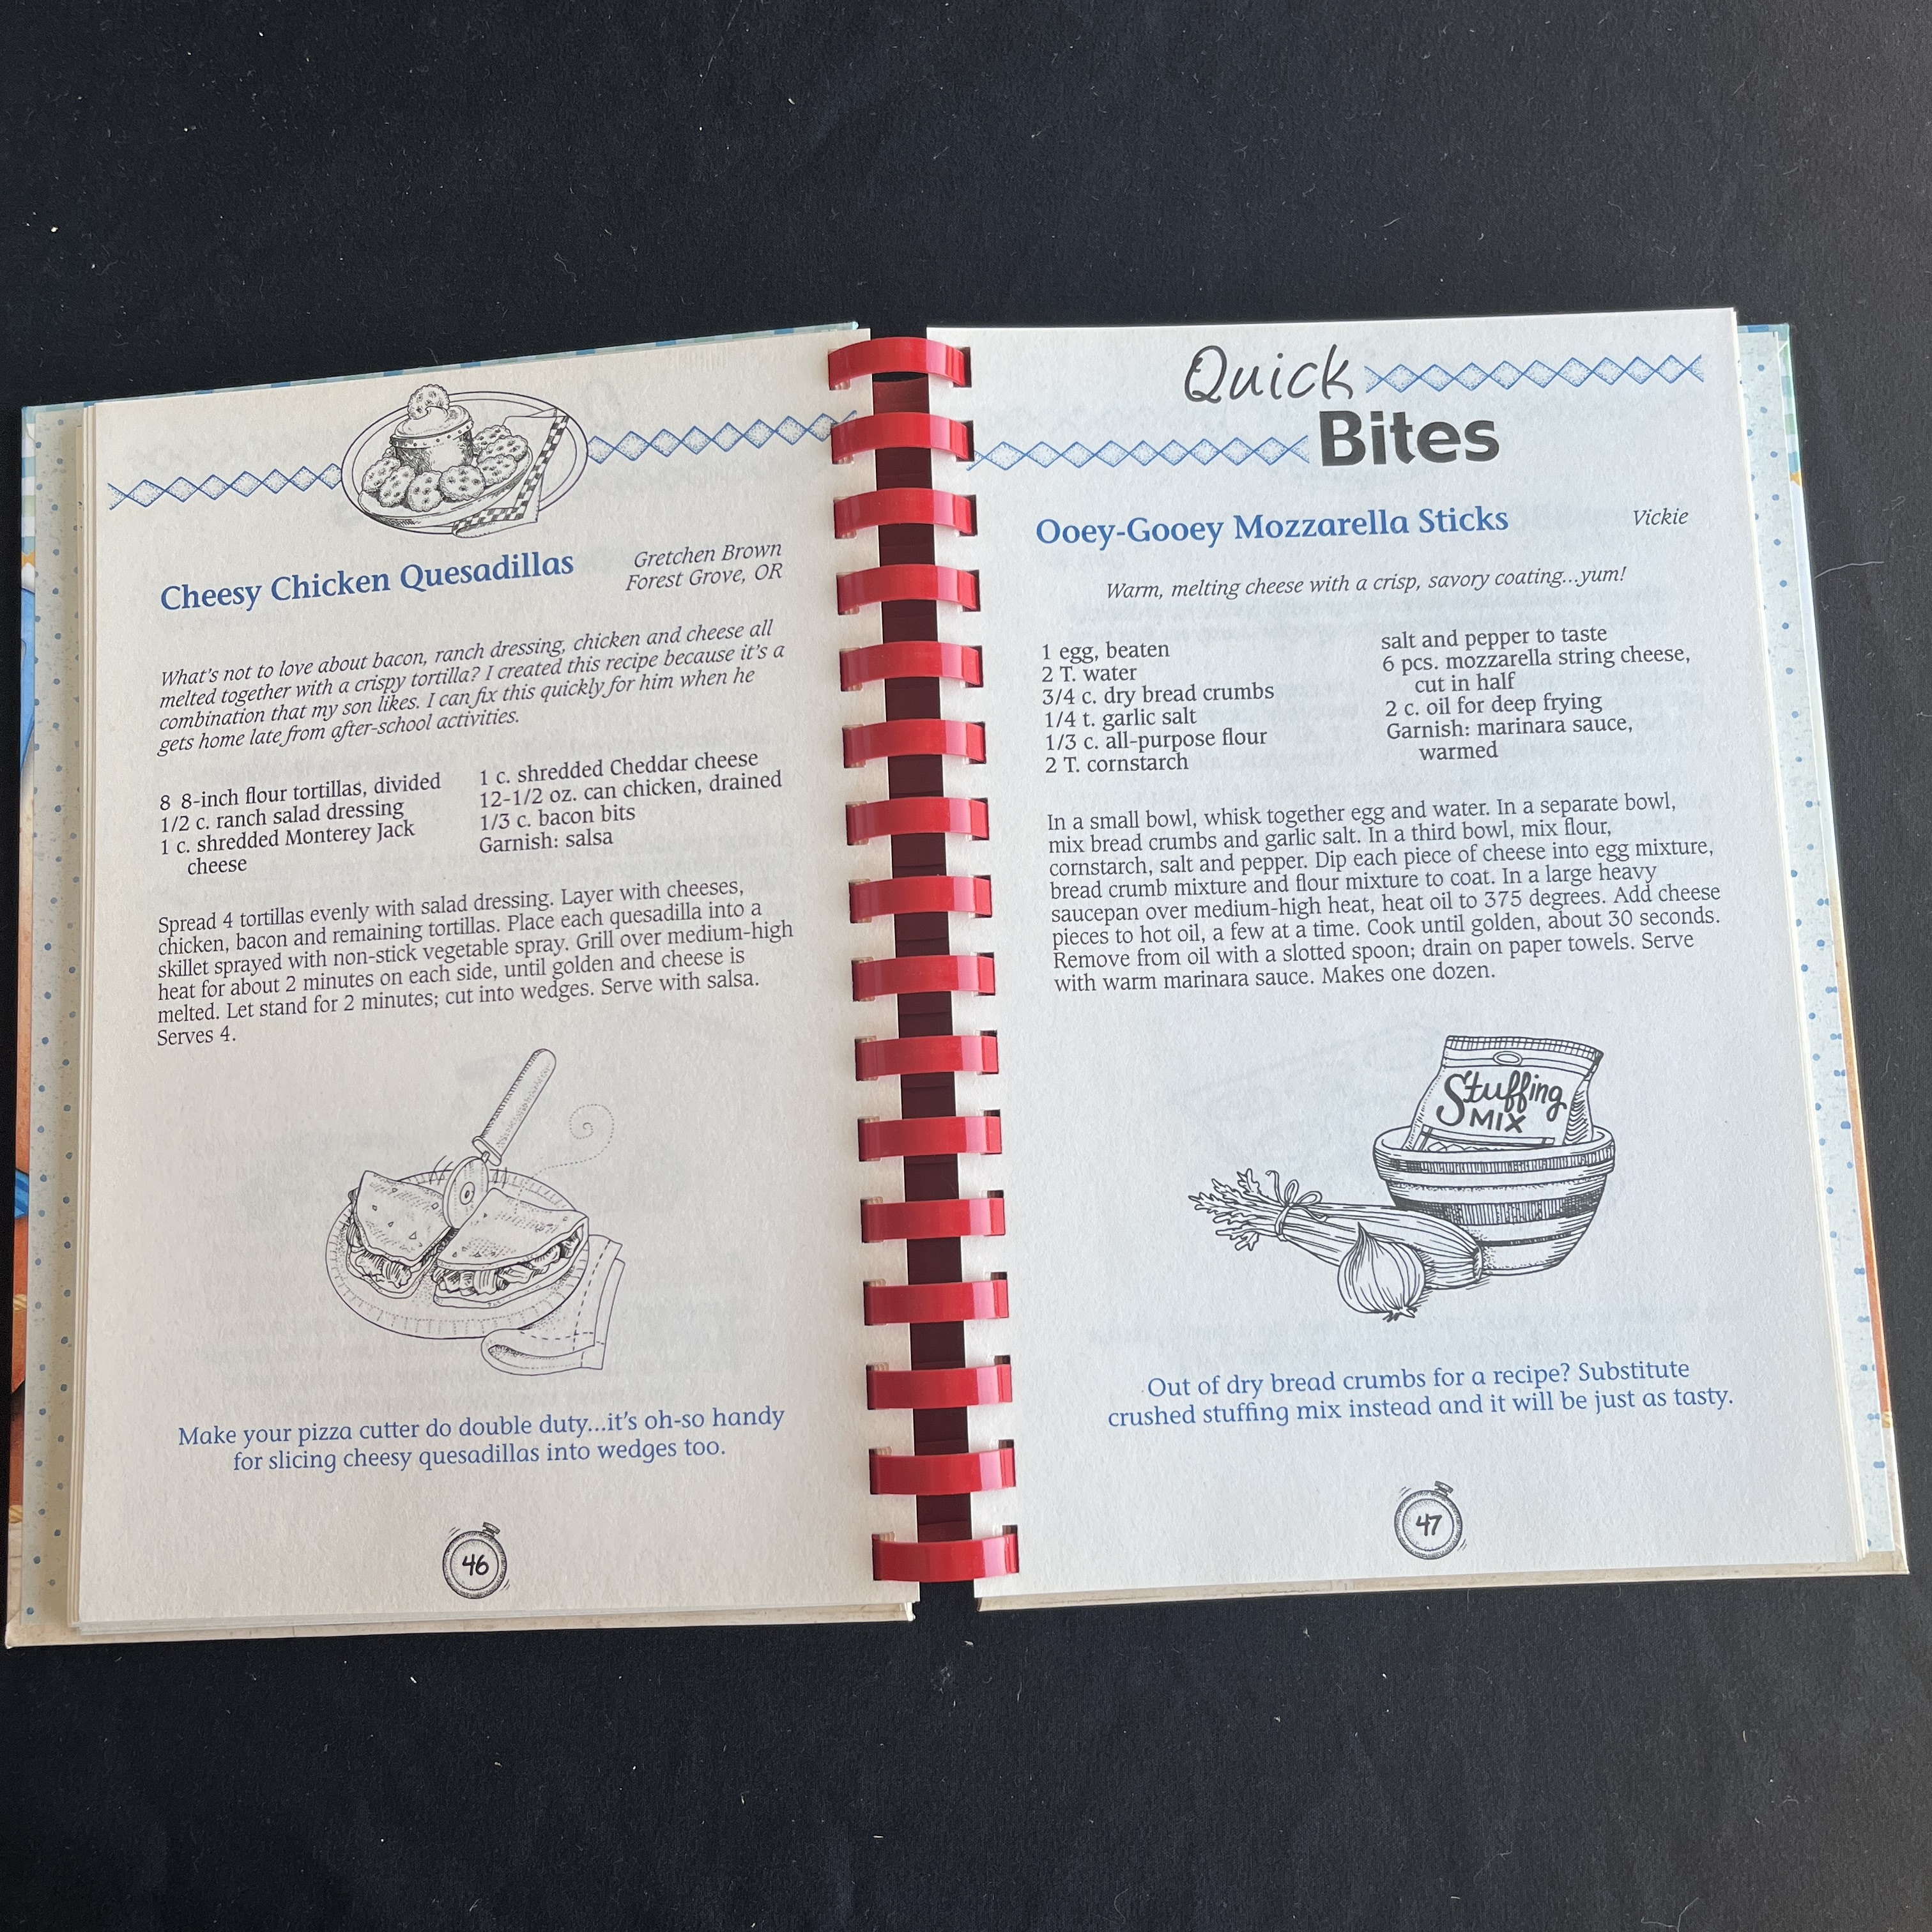 Cheesy Chicken Quesadillas
Gretchen Brown
Forest Grove, OR
What's not to love about bacon, ranch dressing, chicken and cheese all
melted together with a crispy tortilla? I created this recipe because it's a
combination that my son likes. I can fix this quickly for him when he
gets home late from after-school activities.
8 8-inch flour tortillas, divided
1/2 c. ranch salad dressing
1 c. shredded Monterey Jack
cheese
1 c. shredded Cheddar cheese
12-1/2 oz. can chicken, drained
1/3 c. bacon bits
Garnish: salsa
Spread 4 tortillas evenly with salad dressing. Layer with cheeses,
chicken, bacon and remaining tortillas. Place each quesadilla into a
skillet sprayed with non-stick vegetable spray. Grill over medium-high
heat for about 2 minutes on each side, until golden and cheese is
melted. Let stand for 2 minutes; cut into wedges. Serve with salsa.
Serves 4.
Make your pizza cutter do double duty...it's oh-so handy
for slicing cheesy quesadillas into wedges too.
46
Quick
Bites
Ooey-Gooey Mozzarella Sticks
Vickie
Warm, melting cheese with a crisp, savory coating...yum!
1 egg, beaten
2 T. water
3/4 c. dry bread crumbs
1/4 t. garlic salt
1/3 c. all-purpose flour
2 T. cornstarch
salt and pepper to taste
6 pcs. mozzarella string cheese,
cut in half
2 c. oil for deep frying
Garnish: marinara sauce,
warmed
In a small bowl, whisk together egg and water. In a separate bowl,
mix bread crumbs and garlic salt. In a third bowl, mix flour,
cornstarch, salt and pepper. Dip each piece of cheese into egg mixture,
bread crumb mixture and flour mixture to coat. In a large heavy
saucepan over medium-high heat, heat oil to 375 degrees. Add cheese
pieces to hot oil, a few at a time. Cook until golden, about 30 seconds.
Remove from oil with a slotted spoon; drain on paper towels. Serve
with warm marinara sauce. Makes one dozen.
Stuffing
MIX
Out of dry bread crumbs for a recipe? Substitute
crushed stuffing mix instead and it will be just as tasty.
47